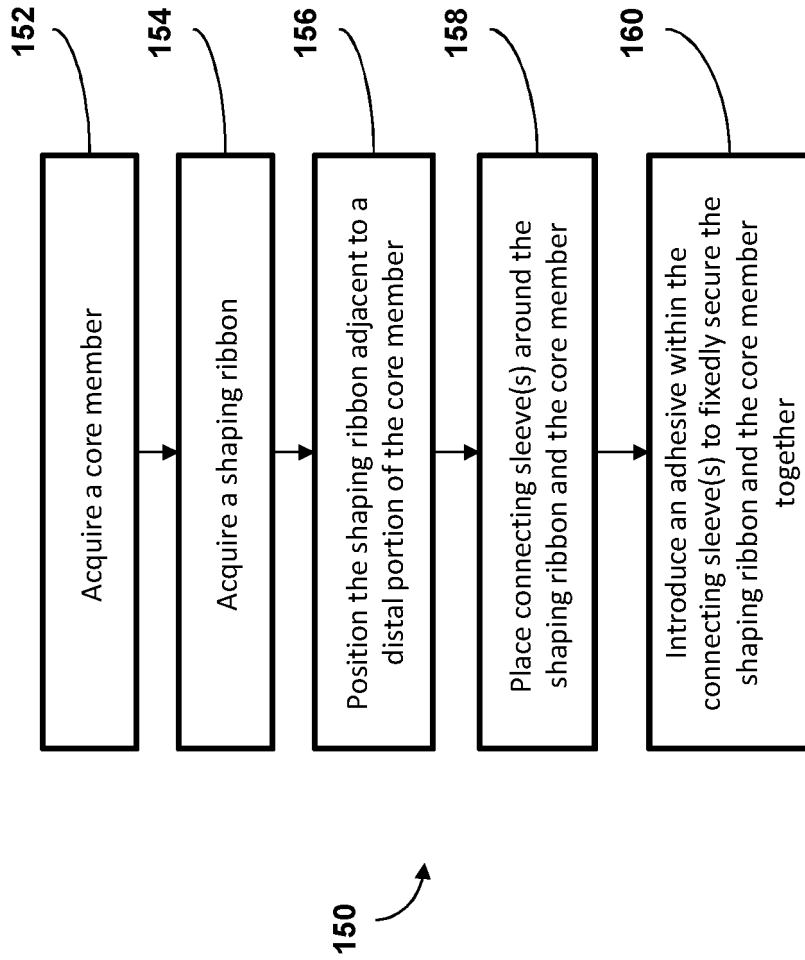 150
152
Acquire a core member
154
Acquire a shaping ribbon
156
Position the shaping ribbon adjacent to a
distal portion of the core member
158
Place connecting sleeve(s) around the
shaping ribbon and the core member
160
Introduce an adhesive within the
connecting sleeve(s) to fixedly secure the
shaping ribbon and the core member
together